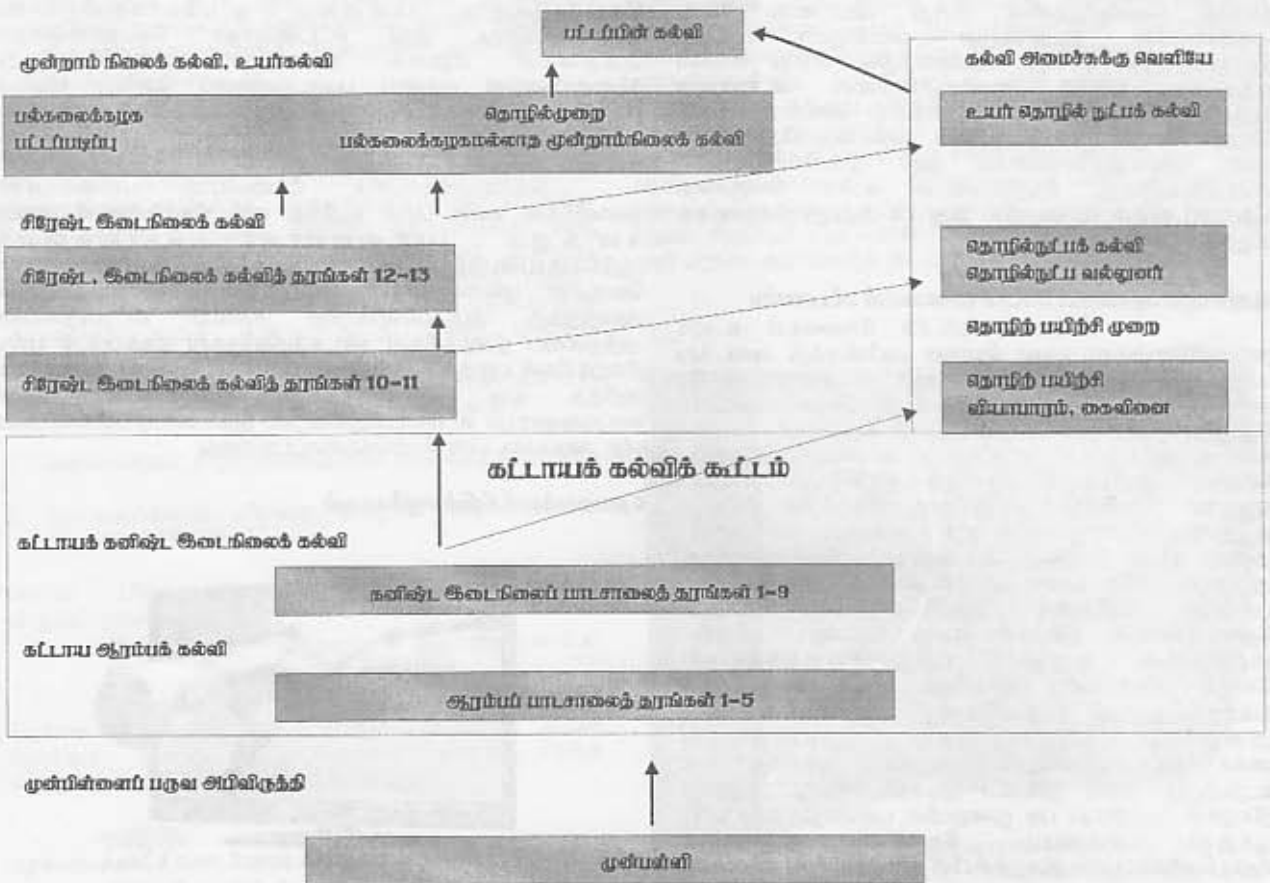 பட்டப்பின் கல்வி
மூன்றாம் நிலைக் கல்வி, உயர்கல்வி
கல்வி அமைச்சுக்கு வெளியே
பல்கலைக்கழக
பட்டப்படிப்பு
தொழில்முறை
பல்கலைக்கழகமல்லாத மூன்றாம்நிலைக் கல்வி
உயர் தொழில் நுட்பக் கல்வி
சிரேஷ்ட இடைநிலைக் கல்வி
சிரேஷ்ட இடைநிலைக் கல்வித் தரங்கள் 12-13
தொழில்நுட்பக் கல்வி
தொழில்நுட்ப வல்லுனர்
தொழிற் பயிற்சி முறை
சிரேஷ்ட இடைநிலைக் கல்வித் தரங்கள் 10-11
தொழிற் பயிற்சி
வியாபாரம், கைவினை
கட்டாயக் கல்விக் கூட்டம்
கட்டாயக் கனிஷ்ட இடைநிலைக் கல்வி
கனிஷ்ட இடைநிலைப் பாடசாலைத் தரங்கள் 1-9
கட்டாய ஆரம்பக் கல்வி
ஆரம்பப் பாடசாலைத் தரங்கள் 1-5
முன்பிள்ளைப் பருவ அபிவிருத்தி
முன்பள்ளி